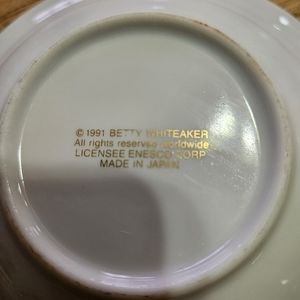 © 1991 BETTY WHITEAKER
All rights reserved worldwide
LICENSEE ENESCO CORP
MADE IN JAPAN